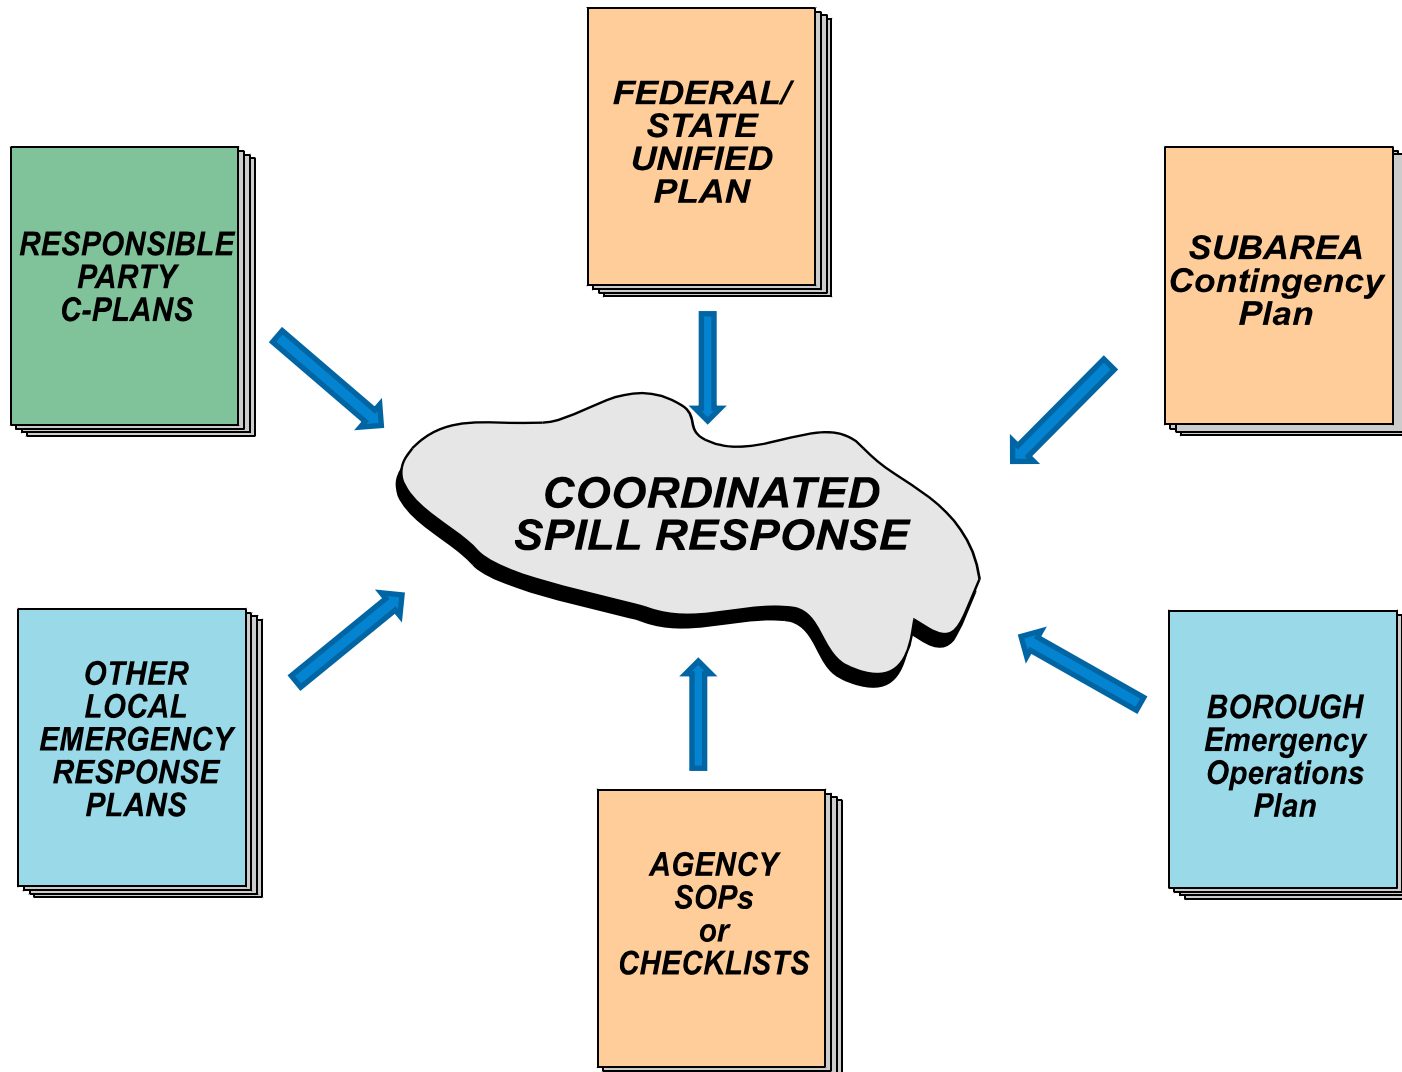 FEDERAL/
STATE
UNIFIED
PLAN
RESPONSIBLE
PARTY
C-PLANS
SUBAREA
Contingency
Plan
COORDINATED
SPILL RESPONSE
OTHER
LOCAL
EMERGENCY
RESPONSE
PLANS
BOROUGH
Emergency
Operations
Plan
AGENCY
SOPs
or
CHECKLISTS